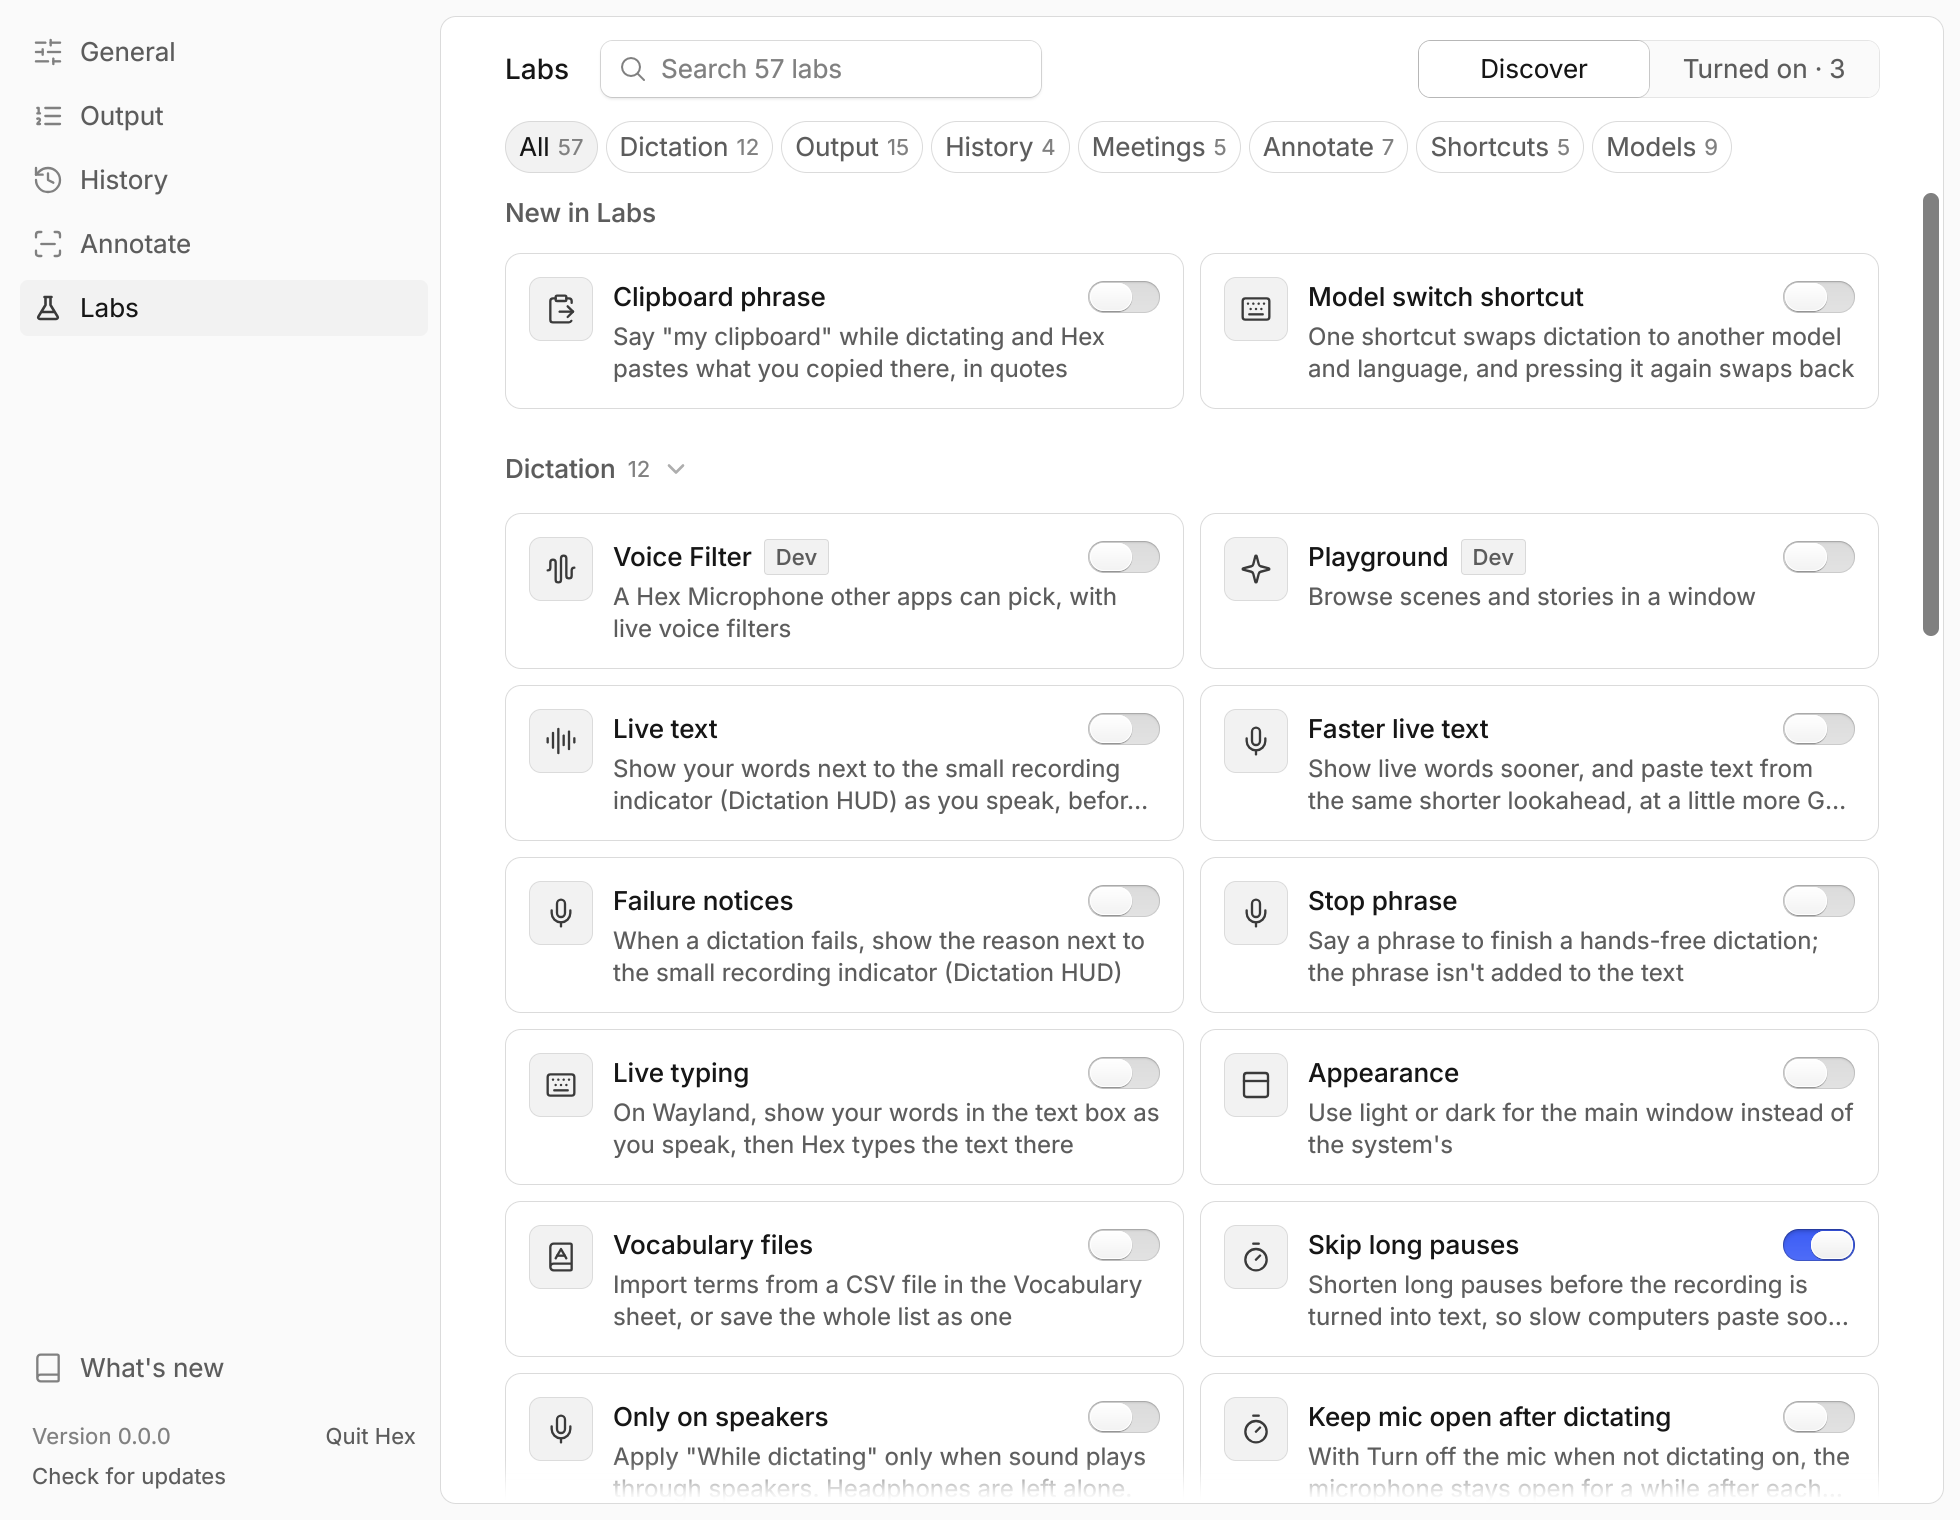 General
Output
History
Annotate
Labs
What's new
Version 0.0.0
Quit Hex
Check for updates
Labs
Search 57 labs
Discover
Turned on · 3
All 57
Dictation 12
Output 15
History 4
Meetings 5
Annotate 7
Shortcuts 5
Models 9
New in Labs
Clipboard phrase
Say "my clipboard" while dictating and Hex
pastes what you copied there, in quotes
Model switch shortcut
One shortcut swaps dictation to another model
and language, and pressing it again swaps back
Dictation 12
Voice Filter Dev
A Hex Microphone other apps can pick, with
live voice filters
Playground Dev
Browse scenes and stories in a window
Live text
Show your words next to the small recording
indicator (Dictation HUD) as you speak, befor...
Faster live text
Show live words sooner, and paste text from
the same shorter lookahead, at a little more G...
Failure notices
When a dictation fails, show the reason next to
the small recording indicator (Dictation HUD)
Stop phrase
Say a phrase to finish a hands-free dictation;
the phrase isn't added to the text
Live typing
On Wayland, show your words in the text box as
you speak, then Hex types the text there
Appearance
Use light or dark for the main window instead of
the system's
Vocabulary files
Import terms from a CSV file in the Vocabulary
sheet, or save the whole list as one
Skip long pauses
Shorten long pauses before the recording is
turned into text, so slow computers paste soo...
Only on speakers
Apply "While dictating" only when sound plays
through speakers. Headphones are left alone.
Keep mic open after dictating
With Turn off the mic when not dictating on, the
microphone stays open for a while after each...